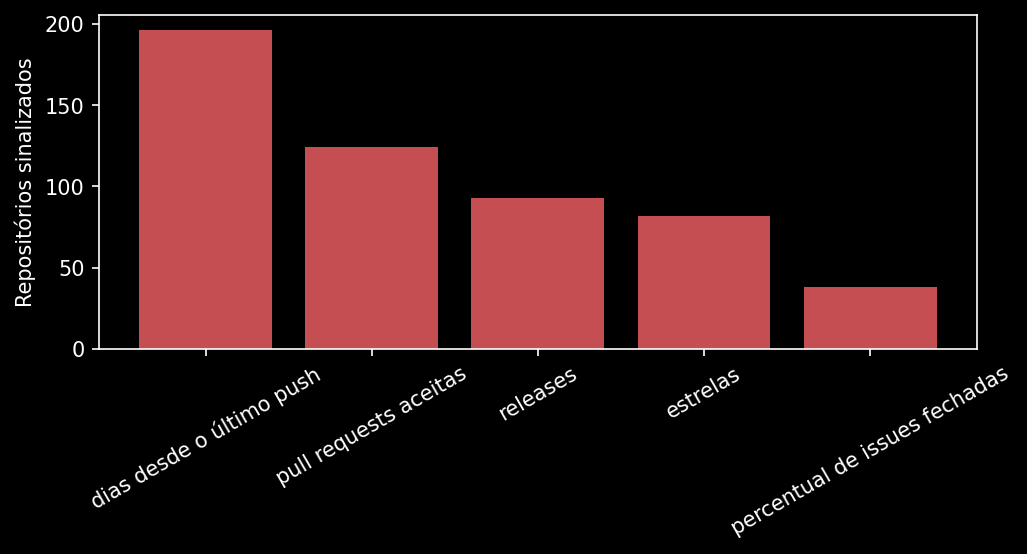 Repositórios sinalizados
200
150
100
50
0
dias desde o último push
pull requests aceitas
releases
estrelas
percentual de issues fechadas